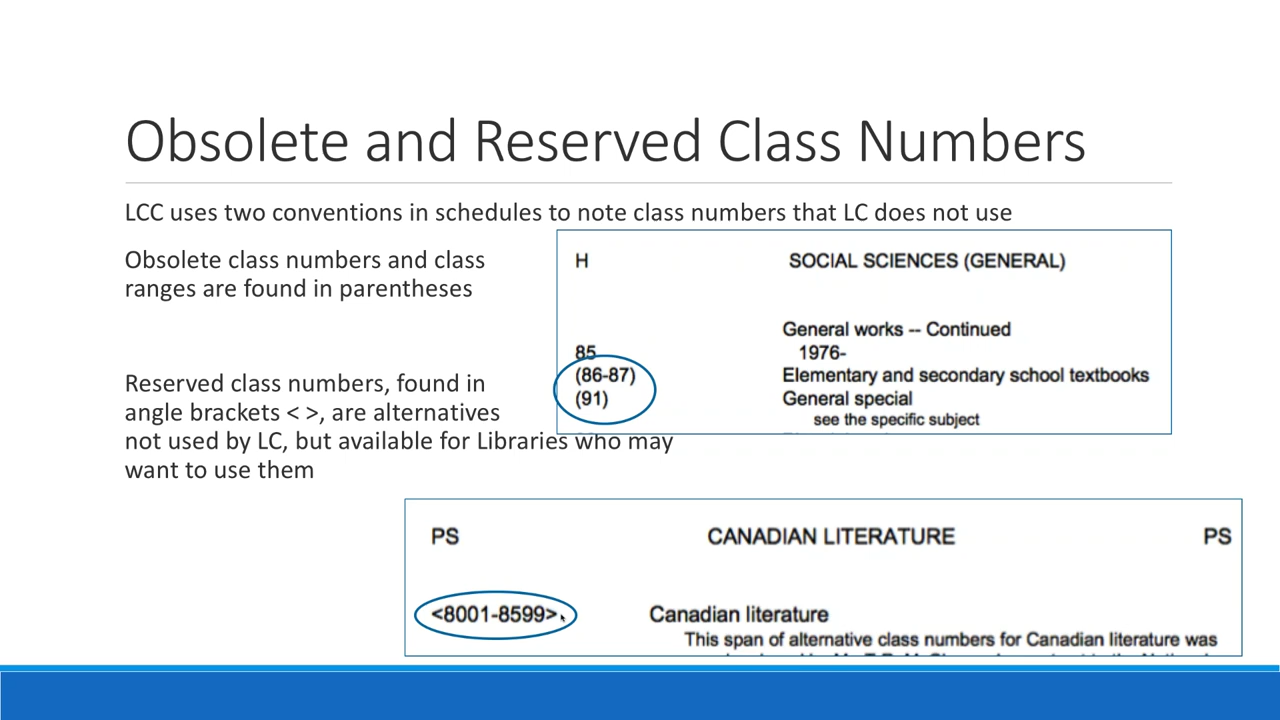 Obsolete and Reserved Class Numbers
LCC uses two conventions in schedules to note class numbers that LC does not use
Obsolete class numbers and class
ranges are found in parentheses
Reserved class numbers, found in
angle brackets < >, are alternatives
not used by LC, but available for Libraries who may
want to use them
H SOCIAL SCIENCES (GENERAL)
General works -- Continued
85 1976-
(86-87) Elementary and secondary school textbooks
(91) General special
see the specific subject
PS CANADIAN LITERATURE PS
<8001-8599> Canadian literature
This span of alternative class numbers for Canadian literature was